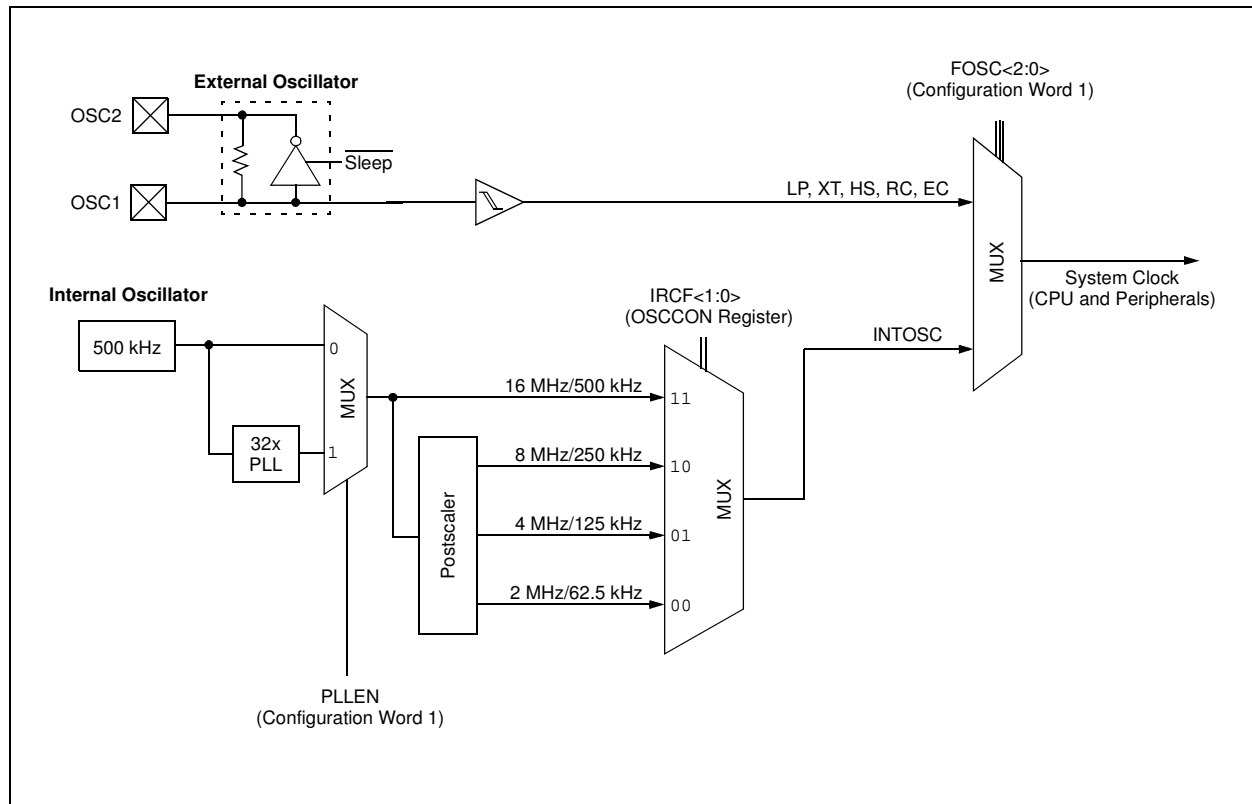 External Oscillator
OSC2
OSC1
Sleep
FOSC<2:0>
(Configuration Word 1)
LP, XT, HS, RC, EC
MUX
System Clock
(CPU and Peripherals)
Internal Oscillator
500 kHz
32x
PLL
0
1
MUX
PLLEN
(Configuration Word 1)
IRCF<1:0>
(OSCCON Register)
16 MHz/500 kHz
8 MHz/250 kHz
4 MHz/125 kHz
2 MHz/62.5 kHz
Postscaler
11
10
01
00
MUX
INTOSC